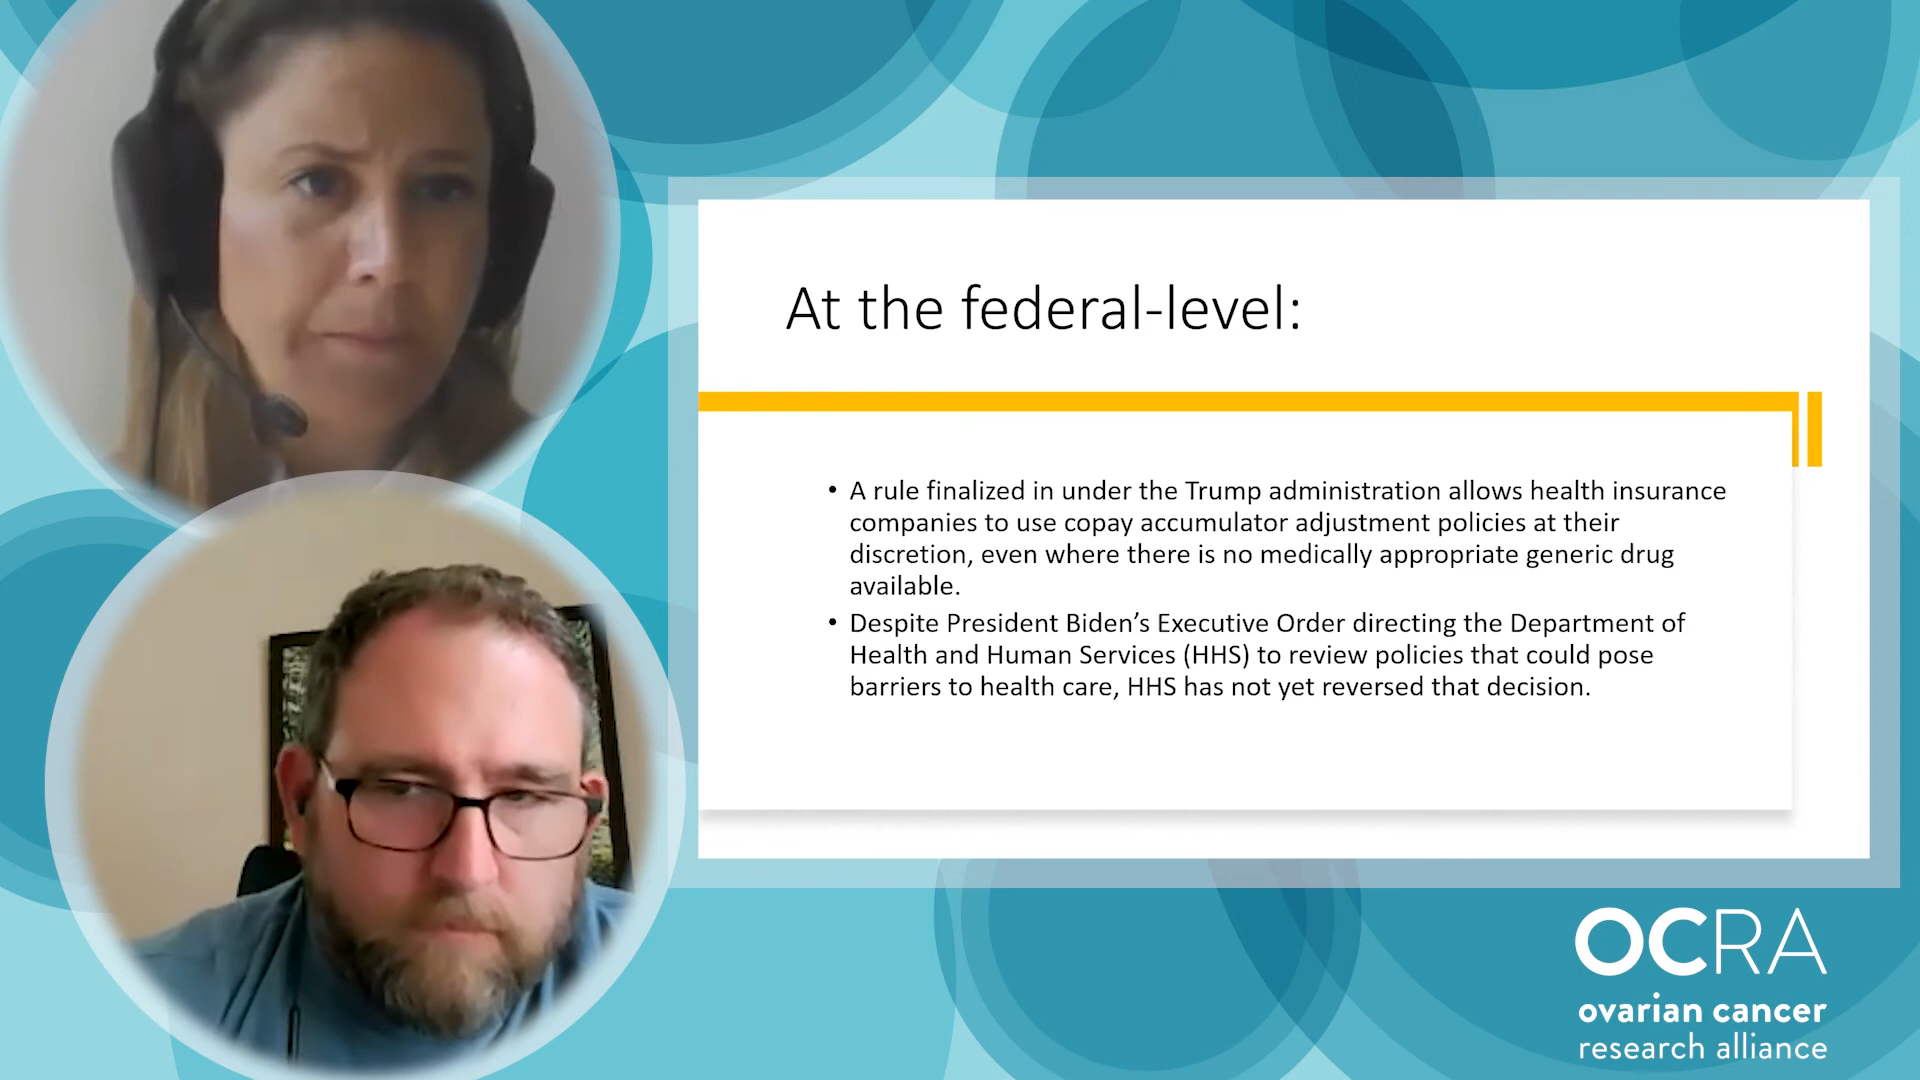 At the federal-level:
• A rule finalized in under the Trump administration allows health insurance
companies to use copay accumulator adjustment policies at their
discretion, even where there is no medically appropriate generic drug
available.
• Despite President Biden’s Executive Order directing the Department of
Health and Human Services (HHS) to review policies that could pose
barriers to health care, HHS has not yet reversed that decision.
OCRA
ovarian cancer
research alliance